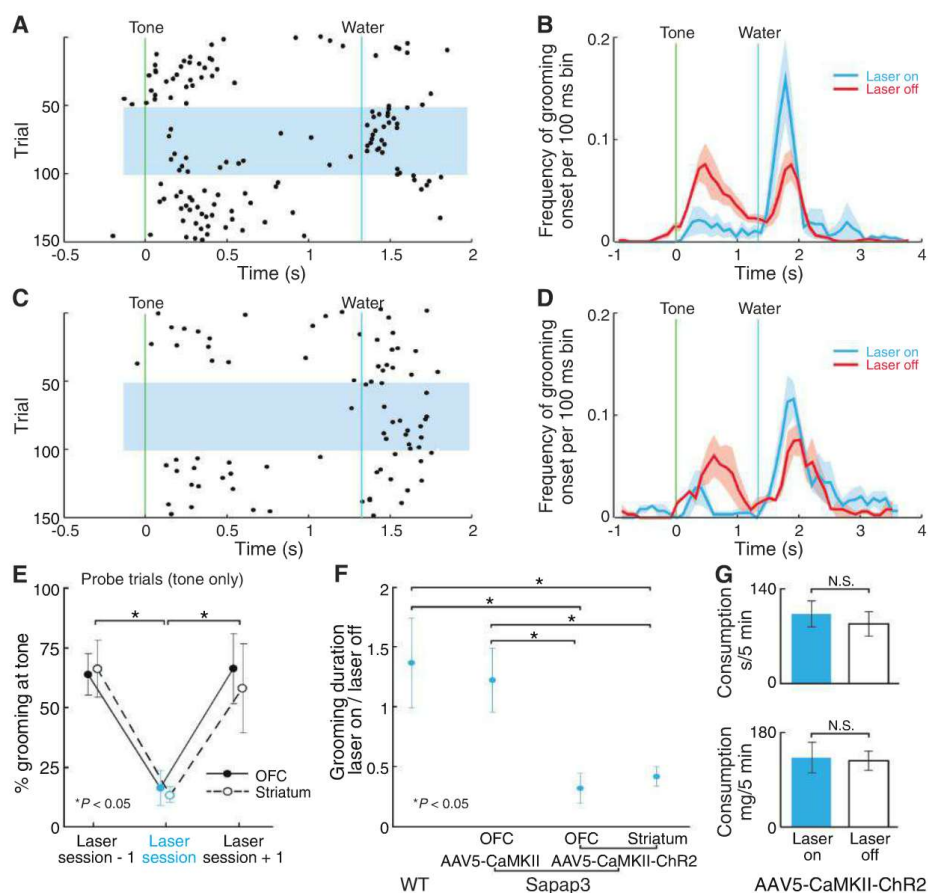 A
Tone
Water
0
50
100
150
Trial
-0.5
0
0.5
1
1.5
2
Time (s)
B
Tone
Water
Laser on
Laser off
0.2
0.1
0
Frequency of grooming
onset per 100 ms bin
-1
0
1
2
3
4
Time (s)
C
Tone
Water
0
50
100
150
Trial
-0.5
0
0.5
1
1.5
2
Time (s)
D
Tone
Water
Laser on
Laser off
0.2
0.1
0
Frequency of grooming
onset per 100 ms bin
-1
0
1
2
3
4
Time (s)
E
Probe trials (tone only)
100
75
50
25
0
% grooming at tone
* *
OFC
Striatum
*P < 0.05
Laser
session - 1
Laser
session
Laser
session + 1
F
2
1.5
1
0.5
0
Grooming duration
laser on / laser off
*
*
*
*
*P < 0.05
OFC OFC Striatum
AAV5-CaMKII AAV5-CaMKII-ChR2
WT Sapap3
G
N.S.
140
0
Consumption
s/5 min
N.S.
180
0
Consumption
mg/5 min
Laser
on
Laser
off
AAV5-CaMKII-ChR2